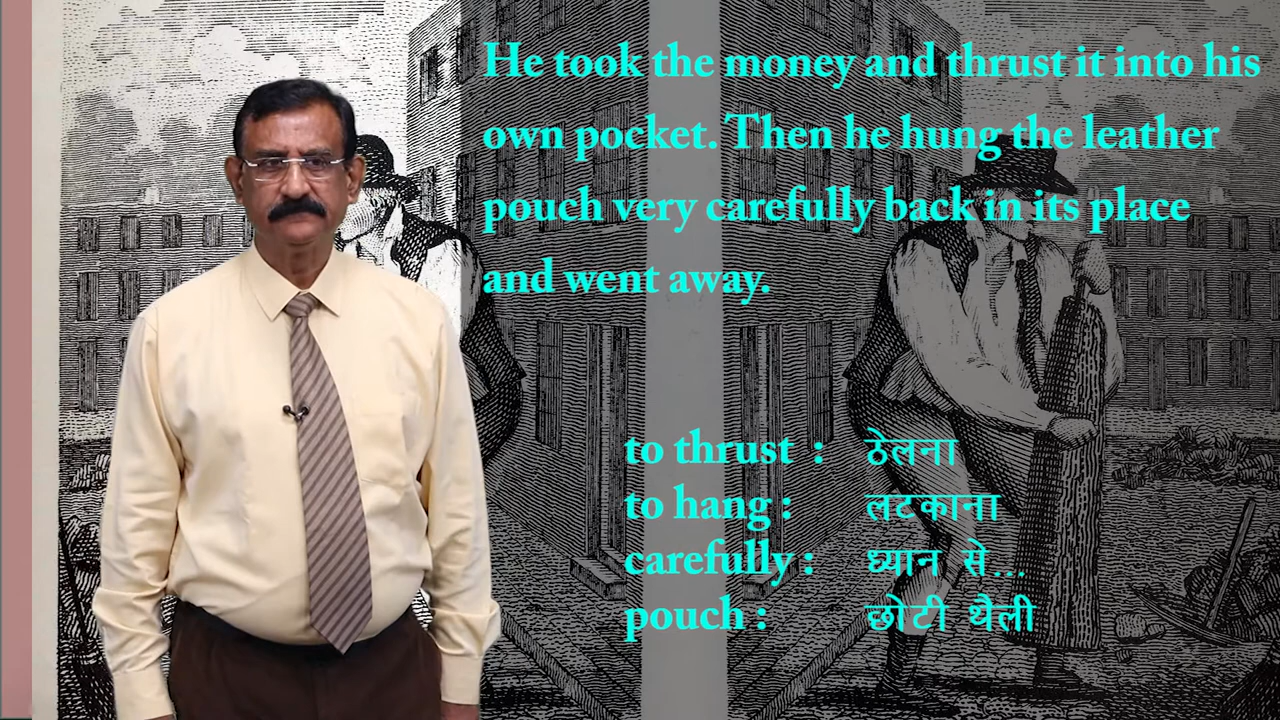 He took the money and thrust it into his
own pocket. Then he hung the leather
pouch very carefully back in its place
and went away.
to thrust : ठेलना
to hang : लटकाना
carefully : ध्यान से...
pouch : छोटी थैली